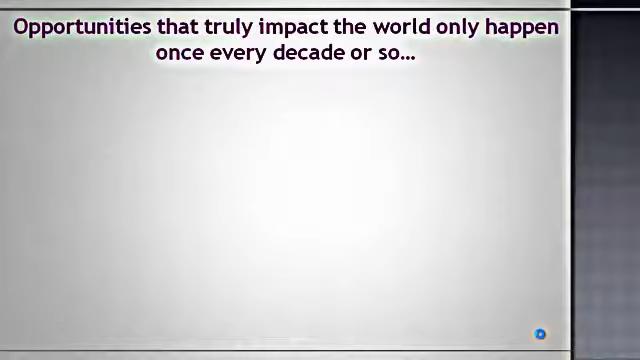 Opportunities that truly impact the world only happen
once every decade or so…